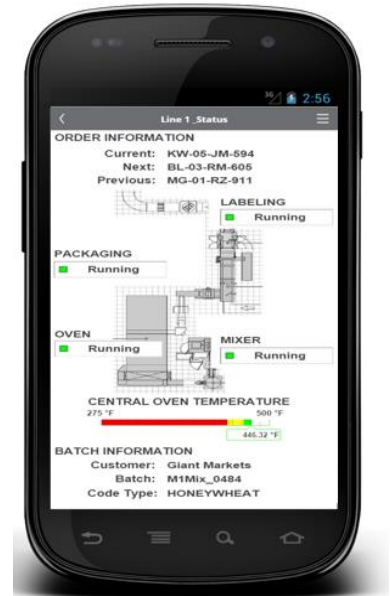 36 2:56
Line 1_Status
ORDER INFORMATION
Current: KW-05-JM-594
Next: BL-03-RM-605
Previous: MG-01-RZ-911
LABELING
Running
PACKAGING
Running
OVEN
Running
MIXER
Running
CENTRAL OVEN TEMPERATURE
275 °F 500 °F
446.32 °F
BATCH INFORMATION
Customer: Giant Markets
Batch: M1Mix_0484
Code Type: HONEYWHEAT